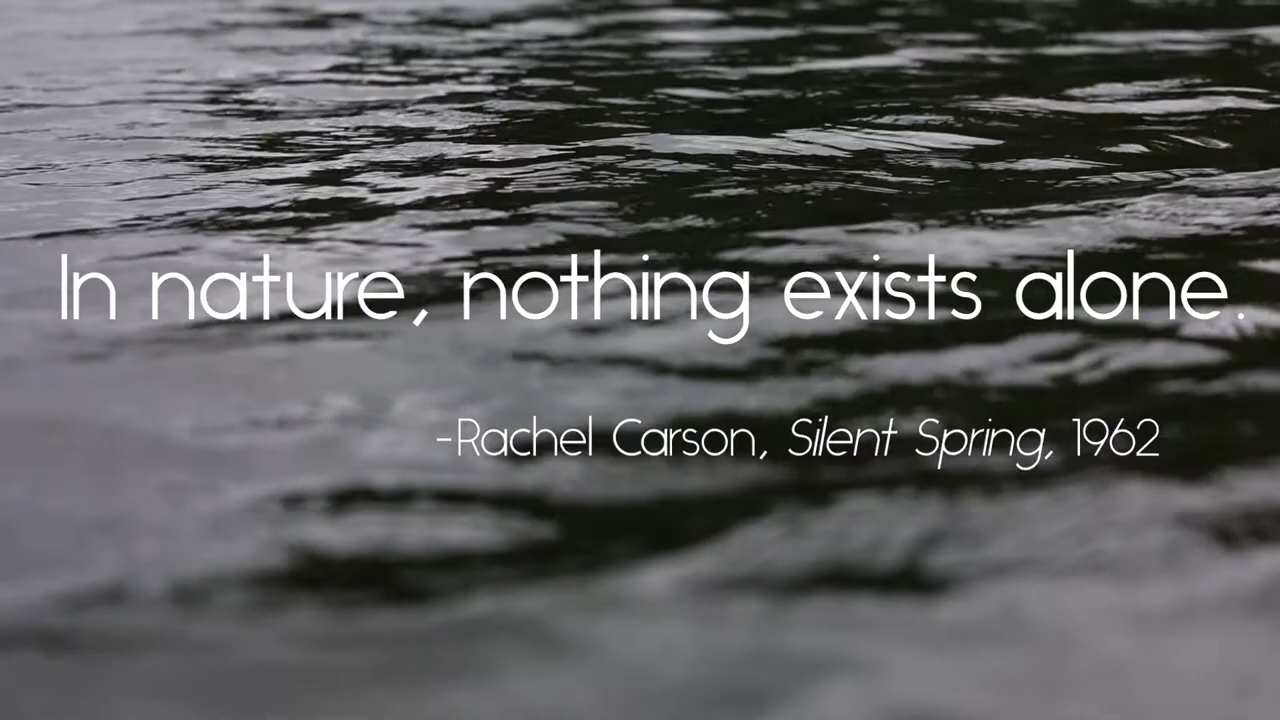 In nature, nothing exists alone.
-Rachel Carson, Silent Spring, 1962